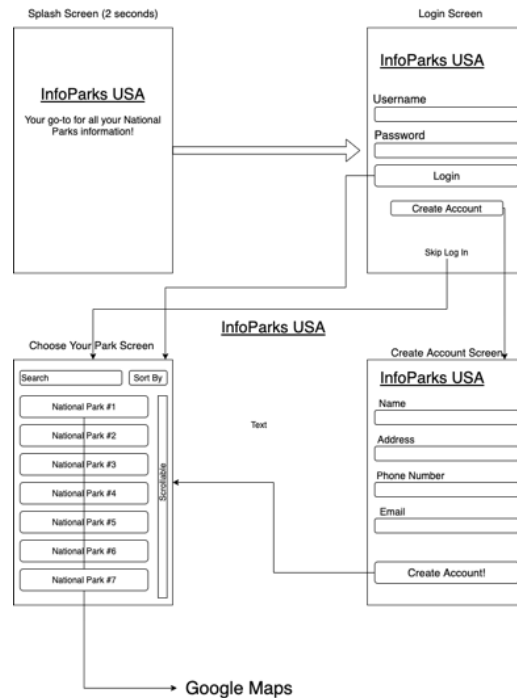 Splash Screen (2 seconds)
InfoParks USA
Your go-to for all your National
Parks information!
Login Screen
InfoParks USA
Username
Password
Login
Create Account
Skip Log In
InfoParks USA
Choose Your Park Screen
Search
Sort By
National Park #1
National Park #2
National Park #3
National Park #4
National Park #5
National Park #6
National Park #7
Scrollable
Text
Create Account Screen
InfoParks USA
Name
Address
Phone Number
Email
Create Account!
Google Maps